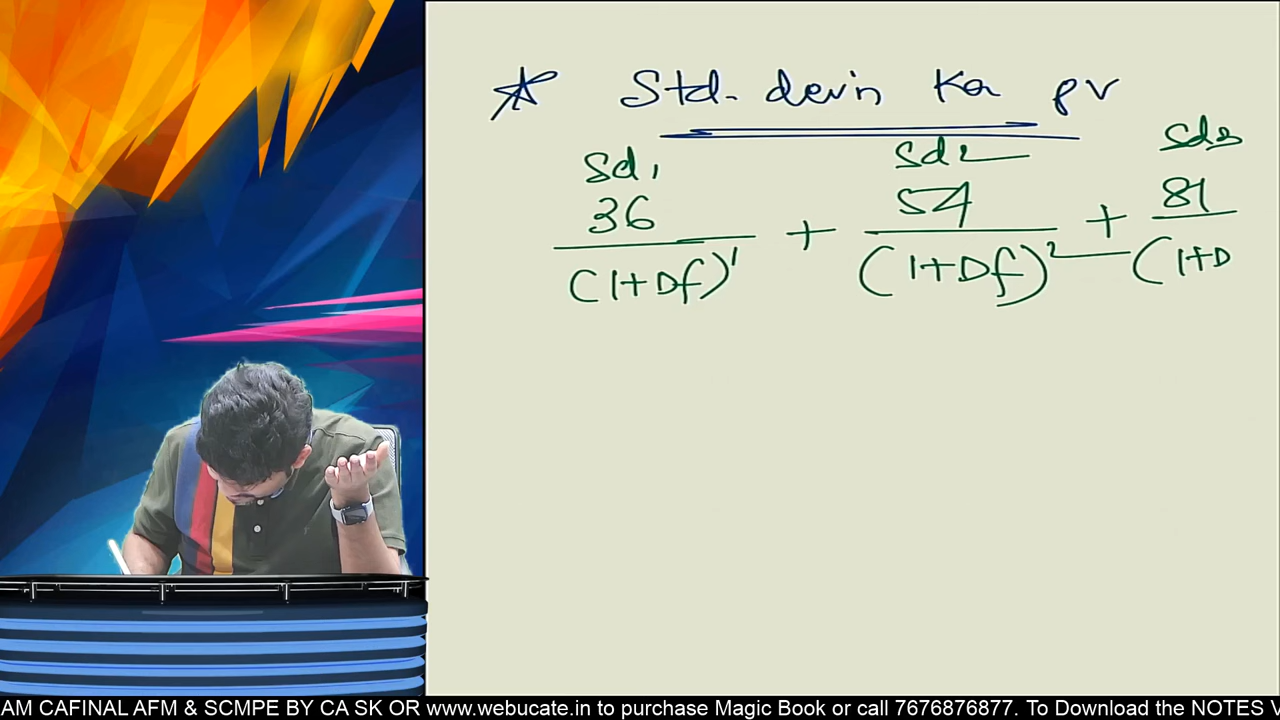 Std. devin Ka PV
Sd1 Sd2 Sd3
36 + 54 + 81
(1+Df)¹ (1+Df)² (1+D
AM CAFINAL AFM & SCMPE BY CA SK OR www.webucate.in to purchase Magic Book or call 7676876877. To Download the NOTES V